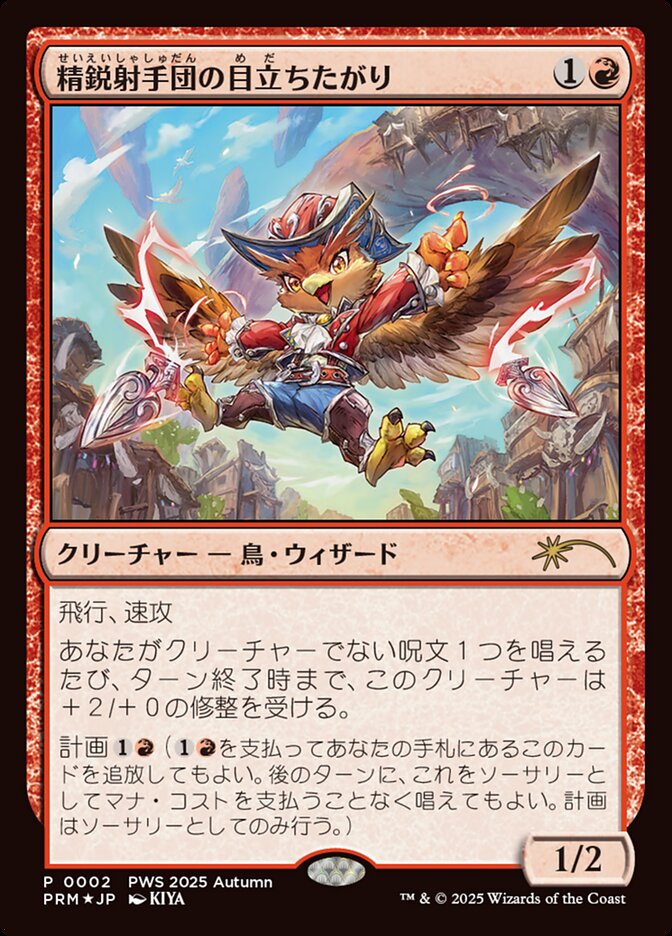 せいえいしゃしゅだん めだ
精鋭射手団の目立ちたがり 1
クリーチャー — 鳥・ウィザード
飛行、速攻
あなたがクリーチャーでない呪文１つを唱える
たび、ターン終了時まで、このクリーチャーは
＋２/＋０の修整を受ける。
計画 1（1を支払ってあなたの手札にあるこのカー
ドを追放してもよい。後のターンに、これをソーサリーと
してマナ・コストを支払うことなく唱えてもよい。計画
はソーサリーとしてのみ行う。）
1/2
P 0002 PWS 2025 Autumn
PRM★JP KIYA
™ & © 2025 Wizards of the Coast